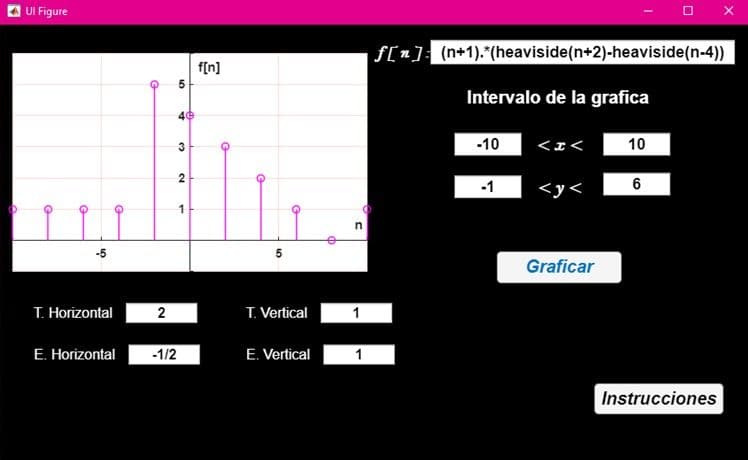 UI Figure
f[n]: (n+1).*(heaviside(n+2)-heaviside(n-4))
f[n]
5
4
3
2
1
n
-5
5
Intervalo de la grafica
-10 <x< 10
-1 <y< 6
Graficar
T. Horizontal 2 T. Vertical 1
E. Horizontal -1/2 E. Vertical 1
Instrucciones